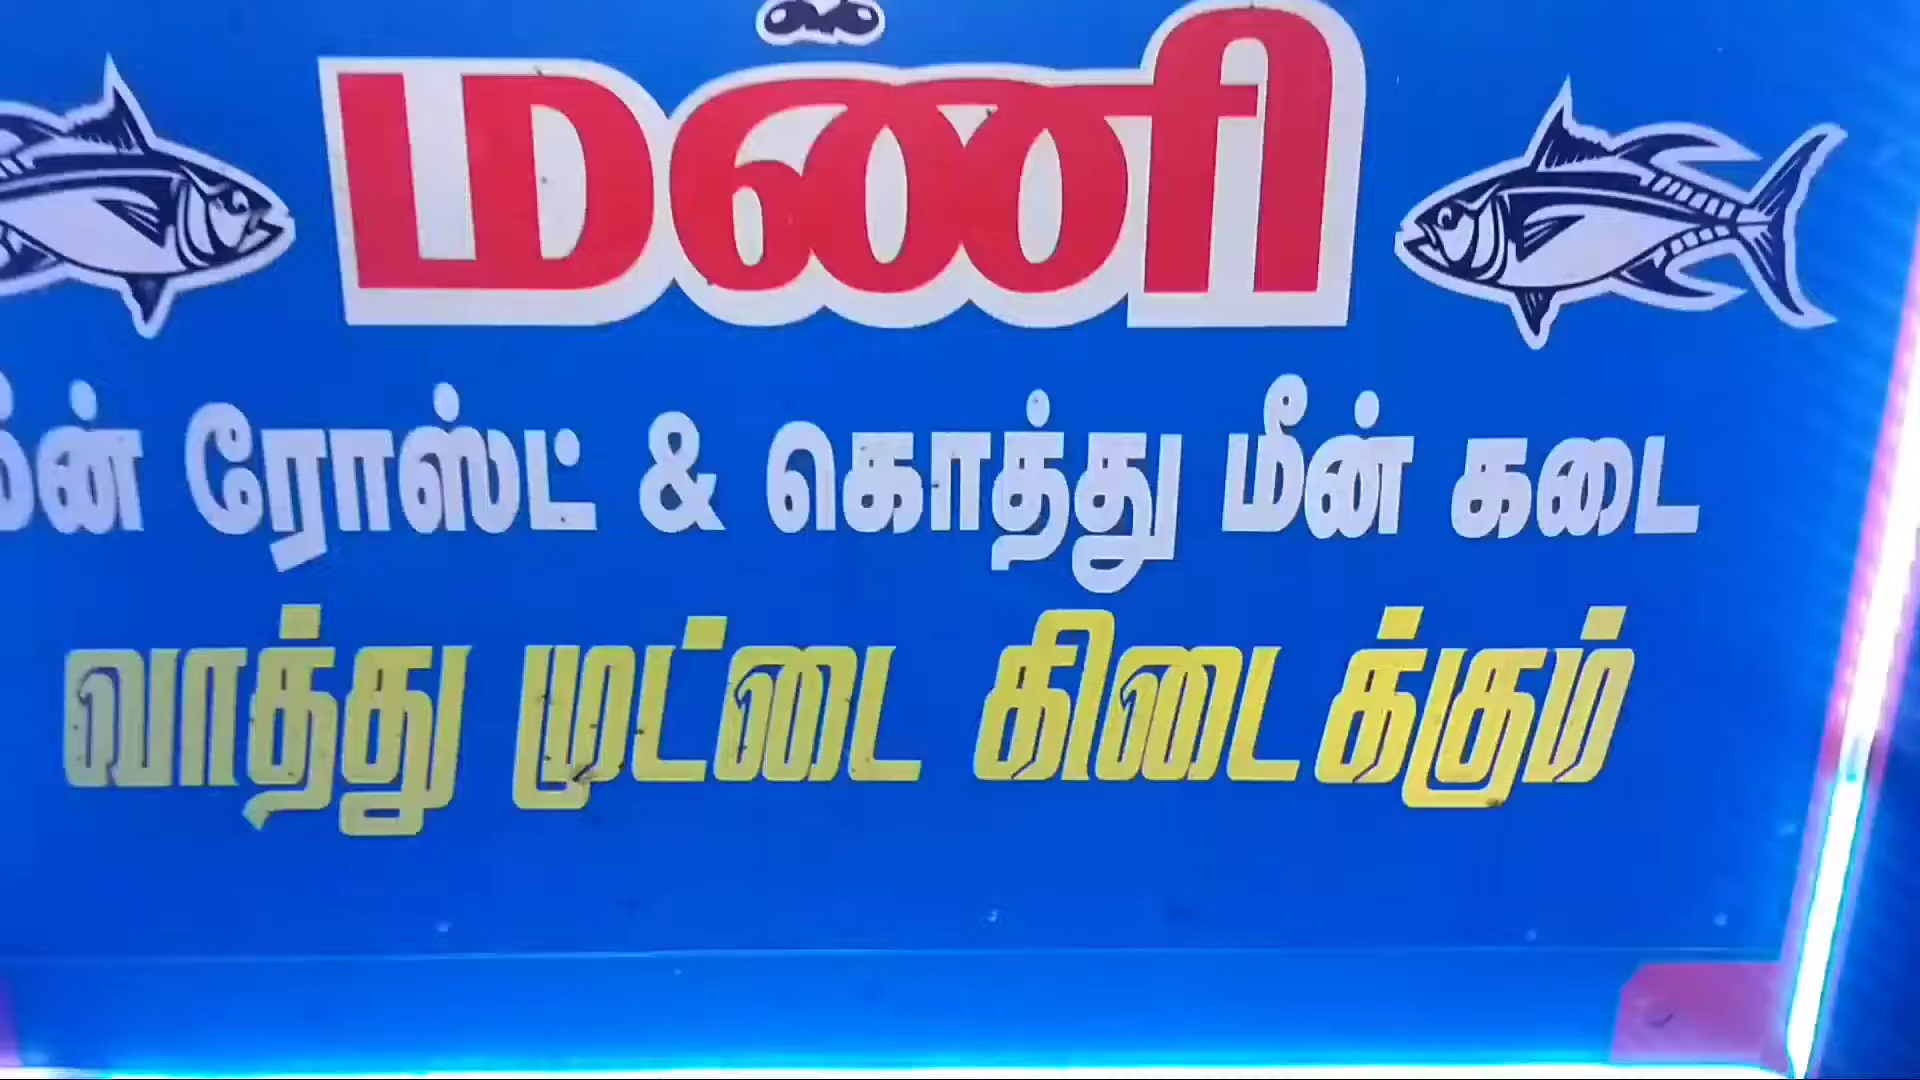 மணி
மீன் ரோஸ்ட் & கொத்து மீன் கடை
வாத்து முட்டை கிடைக்கும்